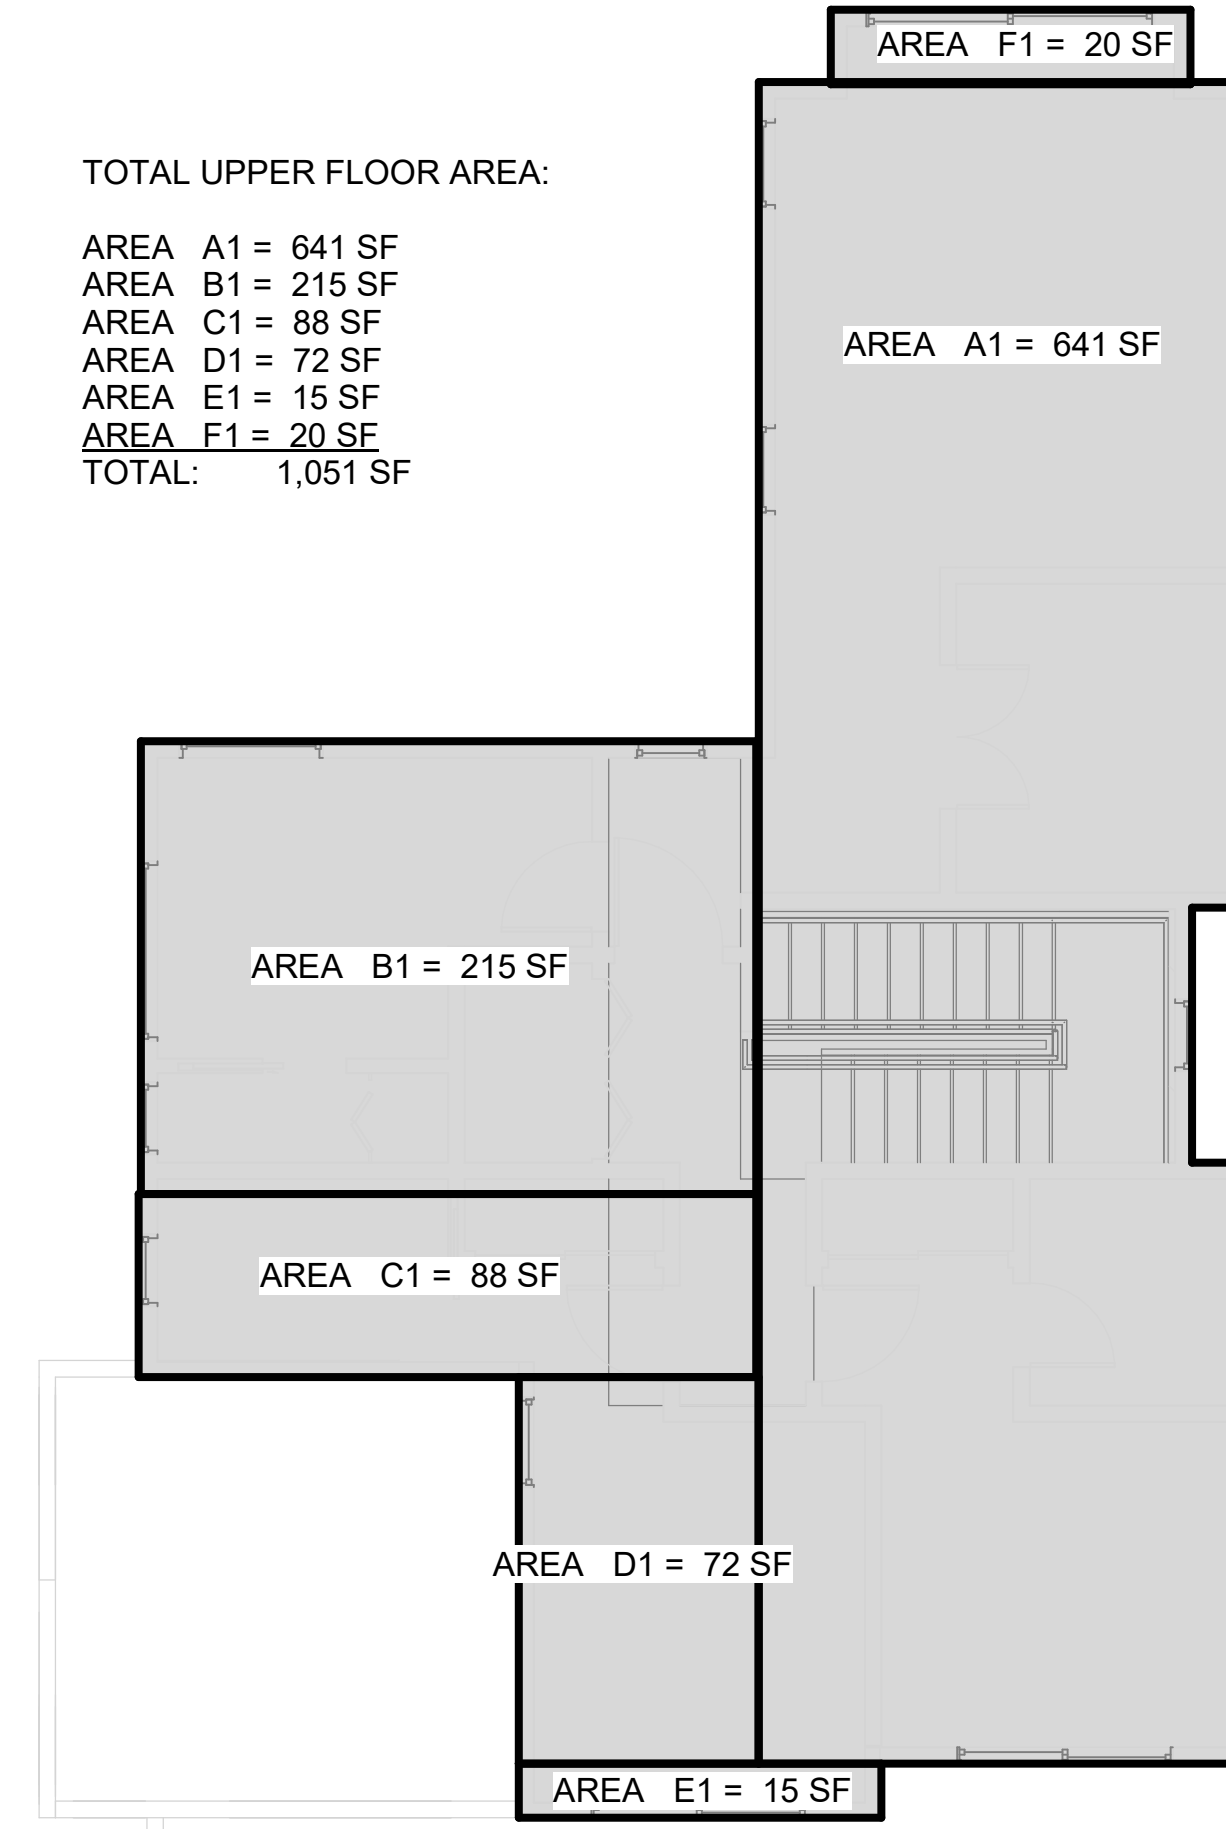 AREA F1 = 20 SF
TOTAL UPPER FLOOR AREA:
AREA A1 = 641 SF
AREA B1 = 215 SF
AREA C1 = 88 SF
AREA D1 = 72 SF
AREA E1 = 15 SF
AREA F1 = 20 SF
TOTAL: 1,051 SF
AREA A1 = 641 SF
AREA B1 = 215 SF
AREA C1 = 88 SF
AREA D1 = 72 SF
AREA E1 = 15 SF